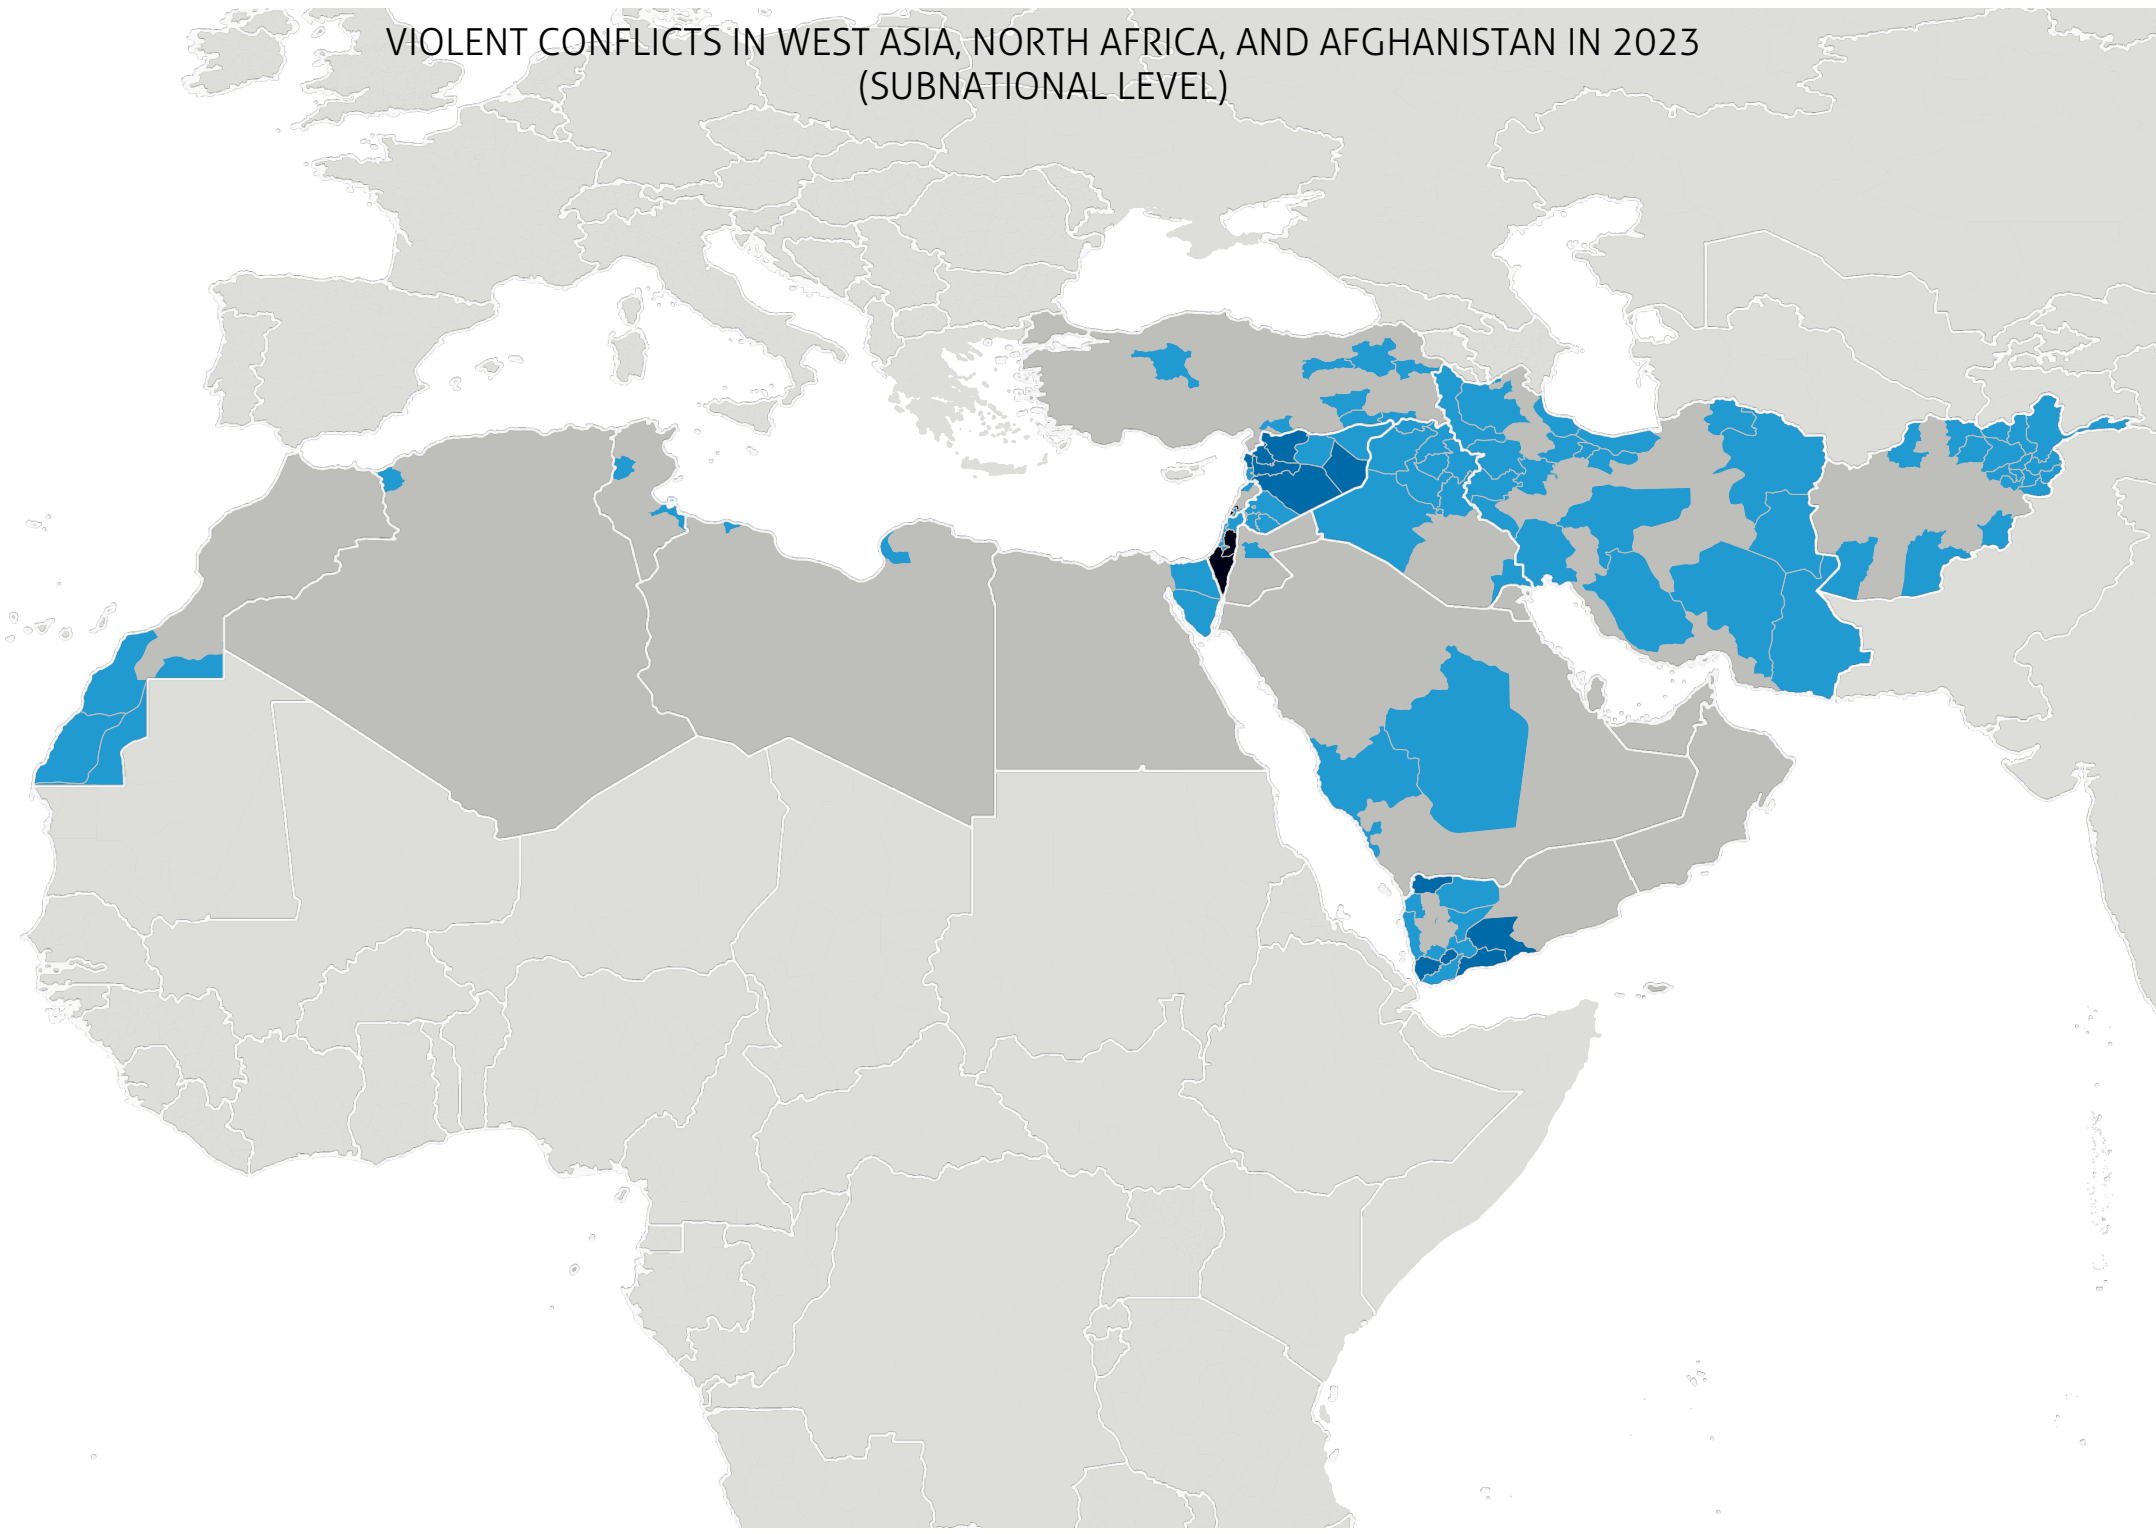 VIOLENT CONFLICTS IN WEST ASIA, NORTH AFRICA, AND AFGHANISTAN IN 2023
(SUBNATIONAL LEVEL)